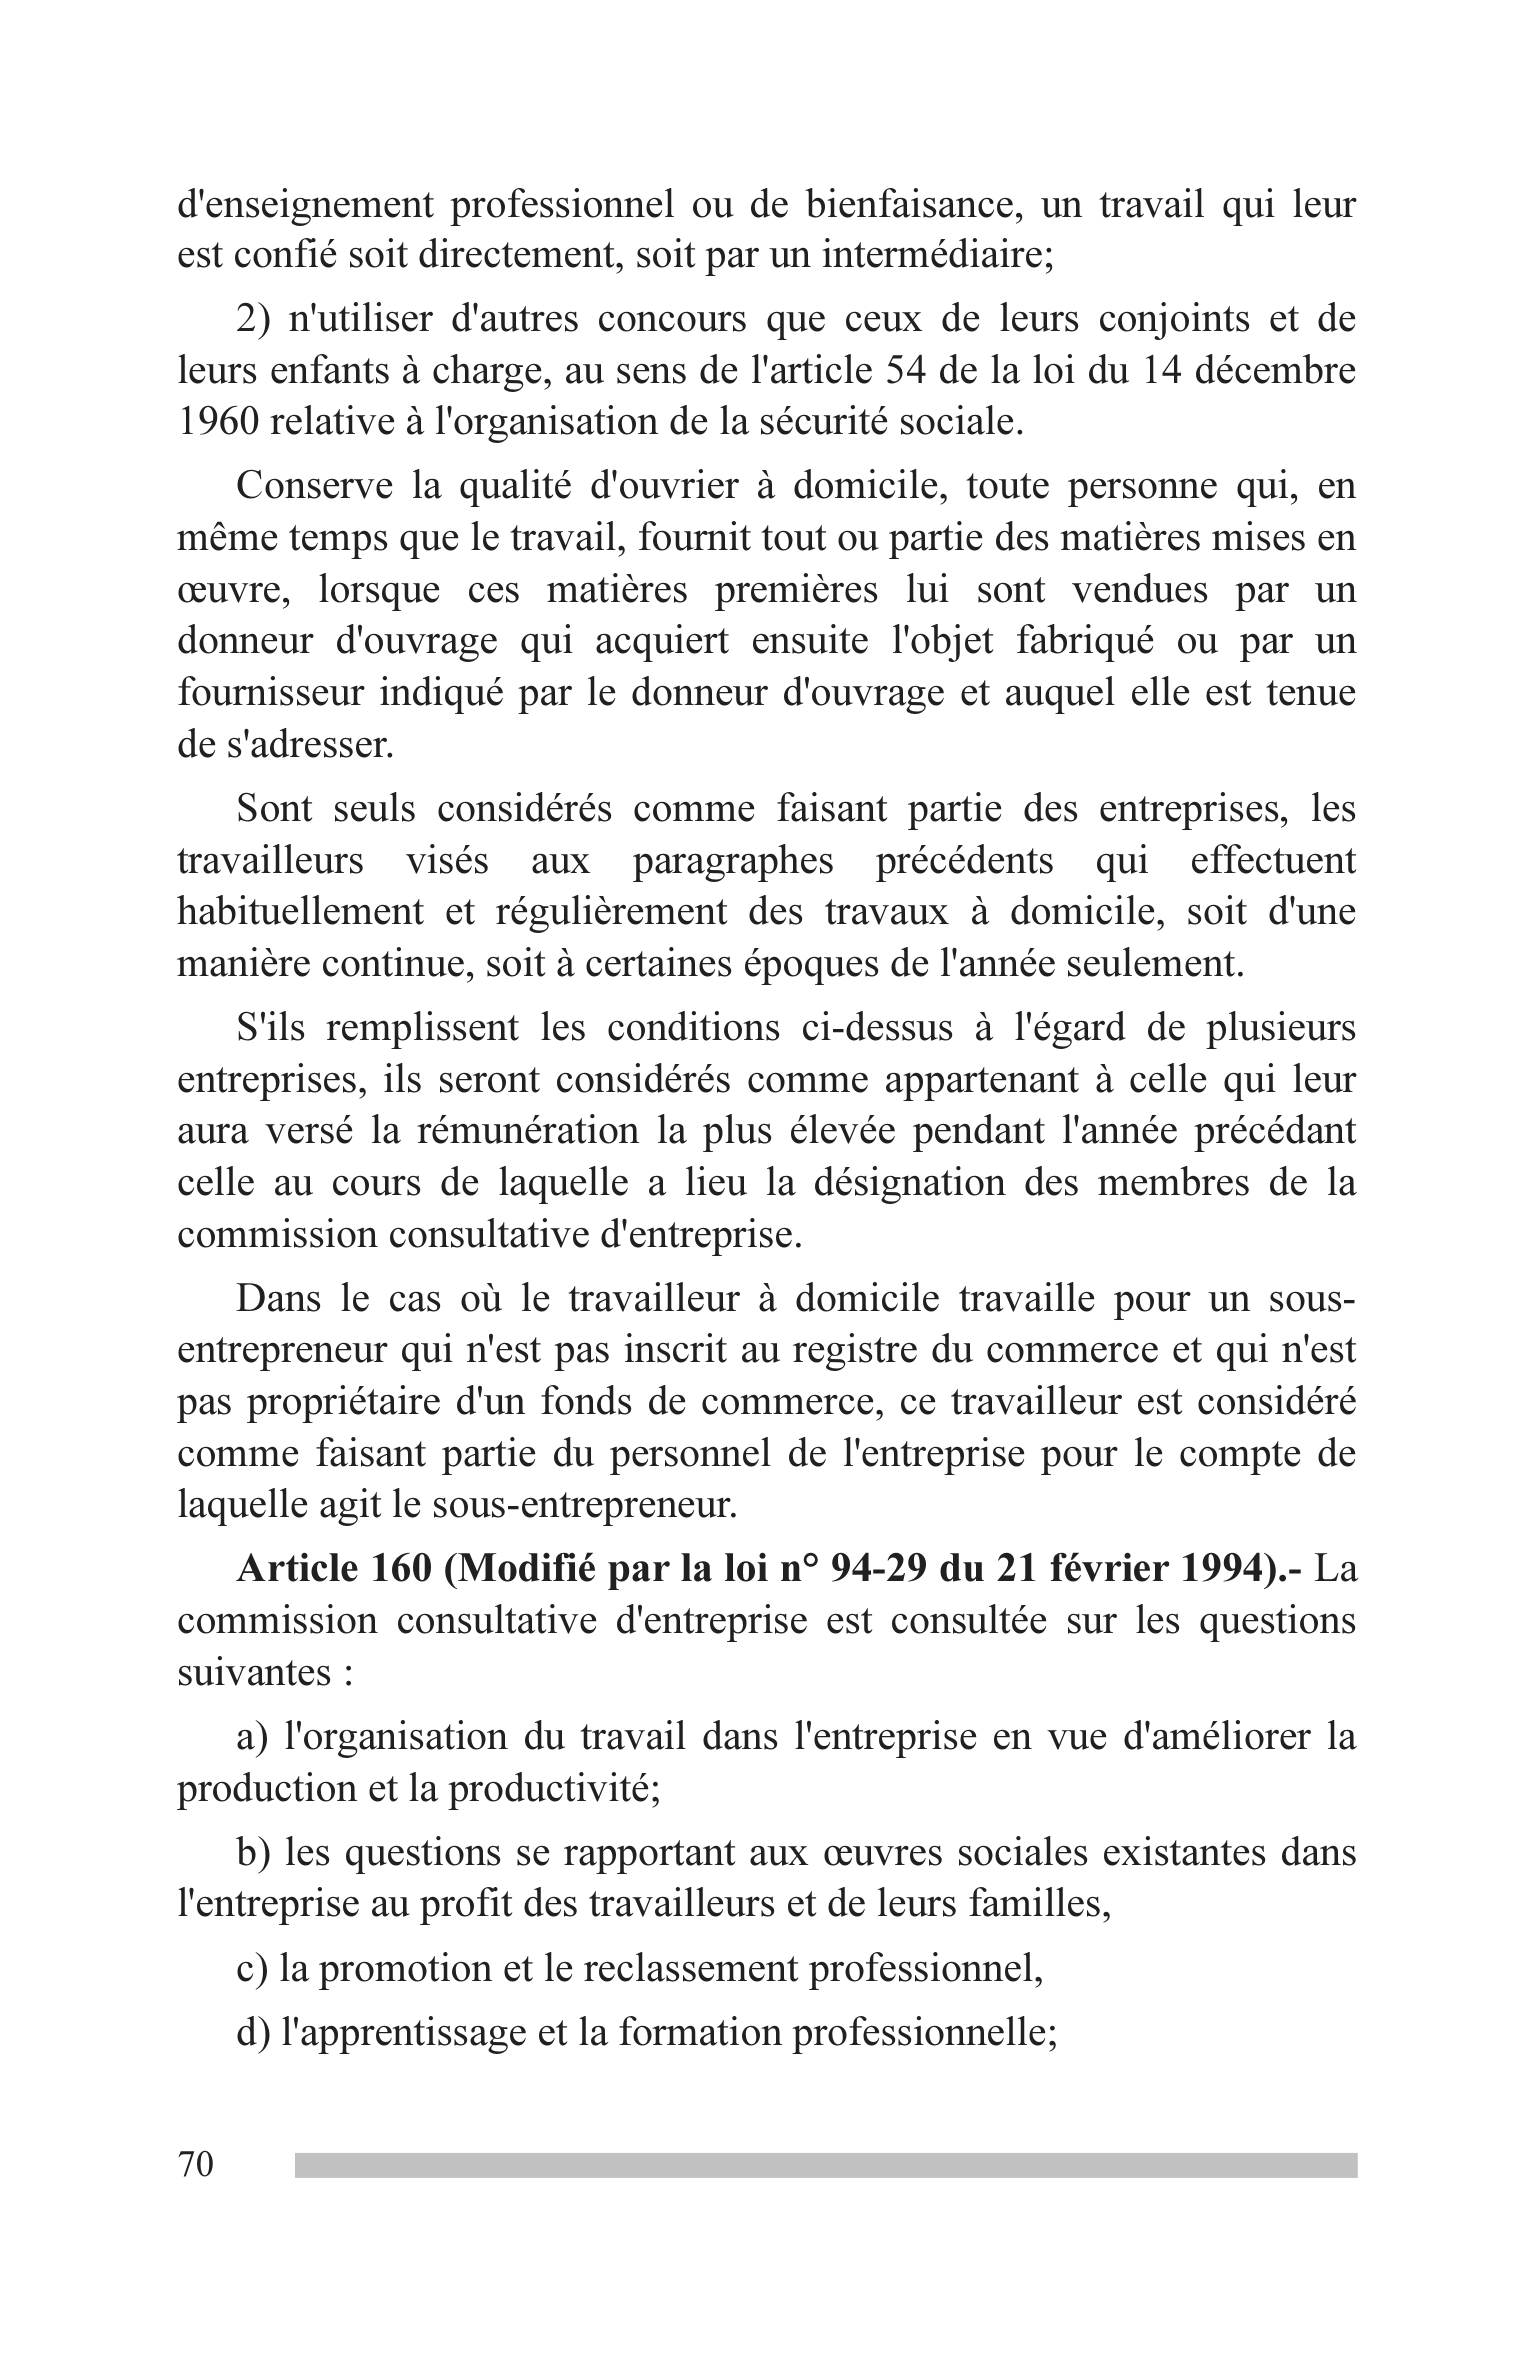 d'enseignement professionnel ou de bienfaisance, un travail qui leur
est confié soit directement, soit par un intermédiaire;
2) n'utiliser d'autres concours que ceux de leurs conjoints et de
leurs enfants à charge, au sens de l'article 54 de la loi du 14 décembre
1960 relative à l'organisation de la sécurité sociale.
Conserve la qualité d'ouvrier à domicile, toute personne qui, en
même temps que le travail, fournit tout ou partie des matières mises en
œuvre, lorsque ces matières premières lui sont vendues par un
donneur d'ouvrage qui acquiert ensuite l'objet fabriqué ou par un
fournisseur indiqué par le donneur d'ouvrage et auquel elle est tenue
de s'adresser.
Sont seuls considérés comme faisant partie des entreprises, les
travailleurs visés aux paragraphes précédents qui effectuent
habituellement et régulièrement des travaux à domicile, soit d'une
manière continue, soit à certaines époques de l'année seulement.
S'ils remplissent les conditions ci-dessus à l'égard de plusieurs
entreprises, ils seront considérés comme appartenant à celle qui leur
aura versé la rémunération la plus élevée pendant l'année précédant
celle au cours de laquelle a lieu la désignation des membres de la
commission consultative d'entreprise.
Dans le cas où le travailleur à domicile travaille pour un sous-
entrepreneur qui n'est pas inscrit au registre du commerce et qui n'est
pas propriétaire d'un fonds de commerce, ce travailleur est considéré
comme faisant partie du personnel de l'entreprise pour le compte de
laquelle agit le sous-entrepreneur.
Article 160 (Modifié par la loi n° 94-29 du 21 février 1994).- La
commission consultative d'entreprise est consultée sur les questions
suivantes :
a) l'organisation du travail dans l'entreprise en vue d'améliorer la
production et la productivité;
b) les questions se rapportant aux œuvres sociales existantes dans
l'entreprise au profit des travailleurs et de leurs familles,
c) la promotion et le reclassement professionnel,
d) l'apprentissage et la formation professionnelle;
70